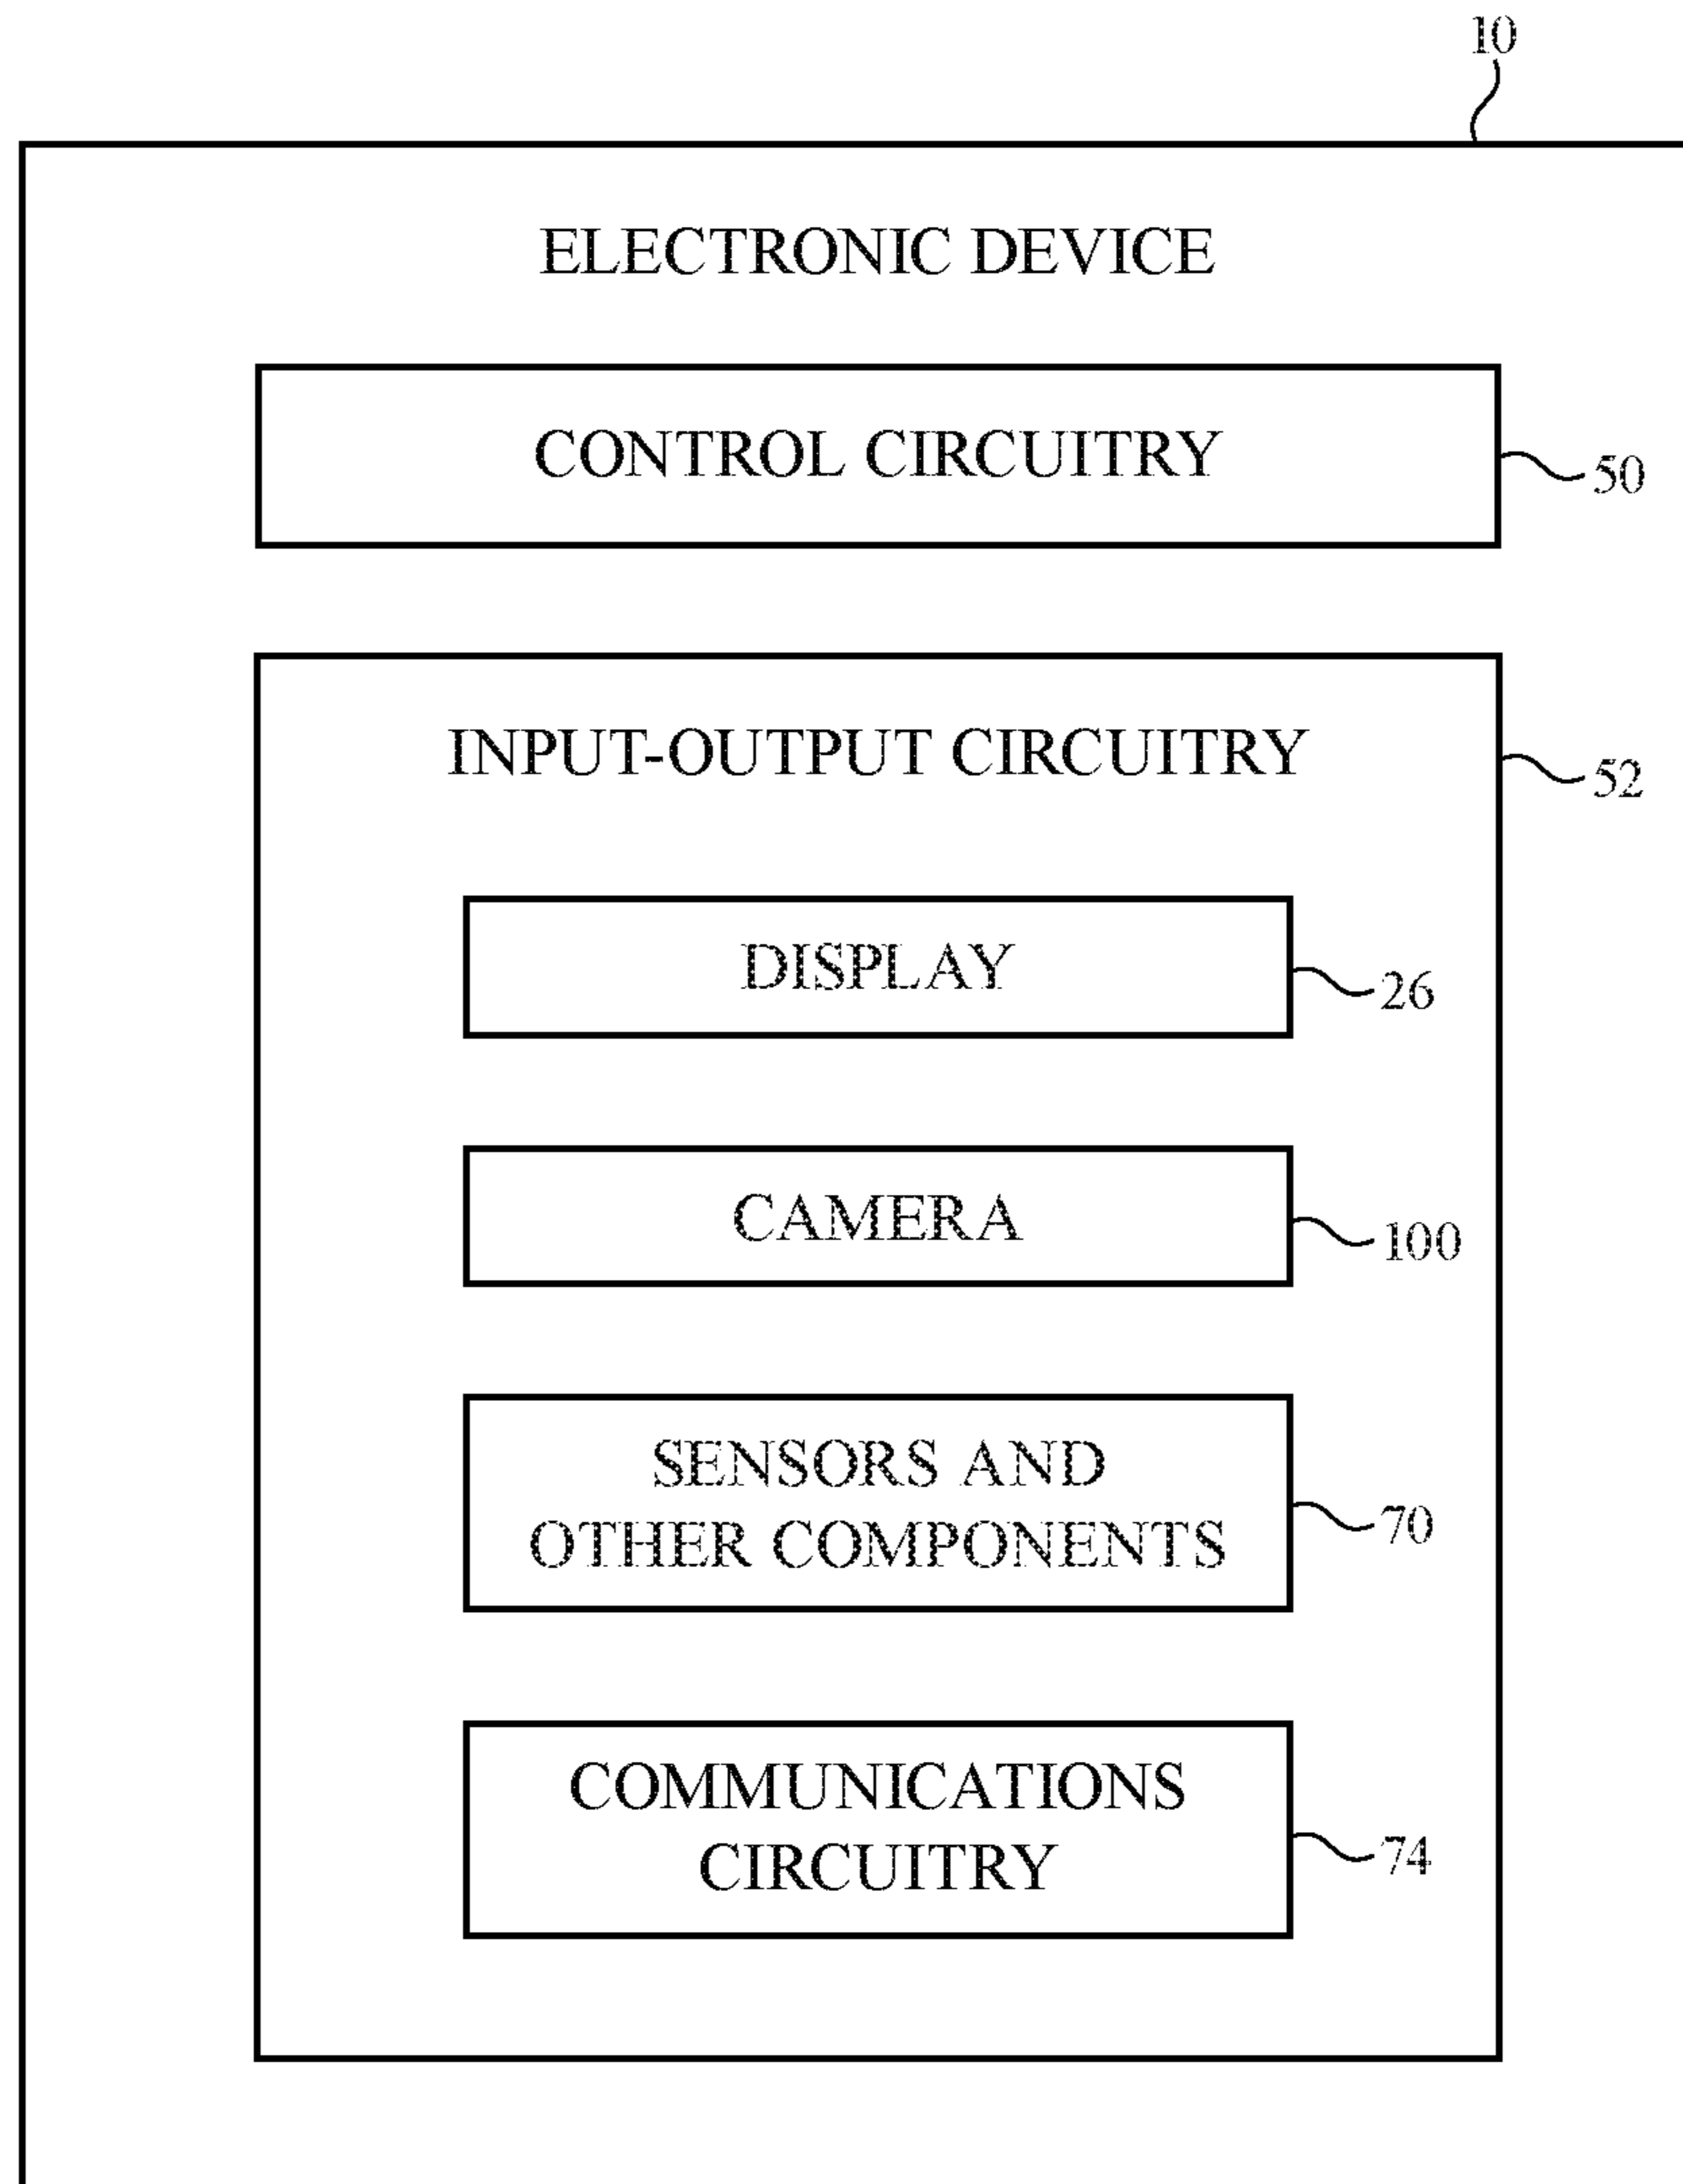 10
ELECTRONIC DEVICE
CONTROL CIRCUITRY
50
INPUT-OUTPUT CIRCUITRY
52
DISPLAY
26
CAMERA
100
SENSORS AND
OTHER COMPONENTS
70
COMMUNICATIONS
CIRCUITRY
74